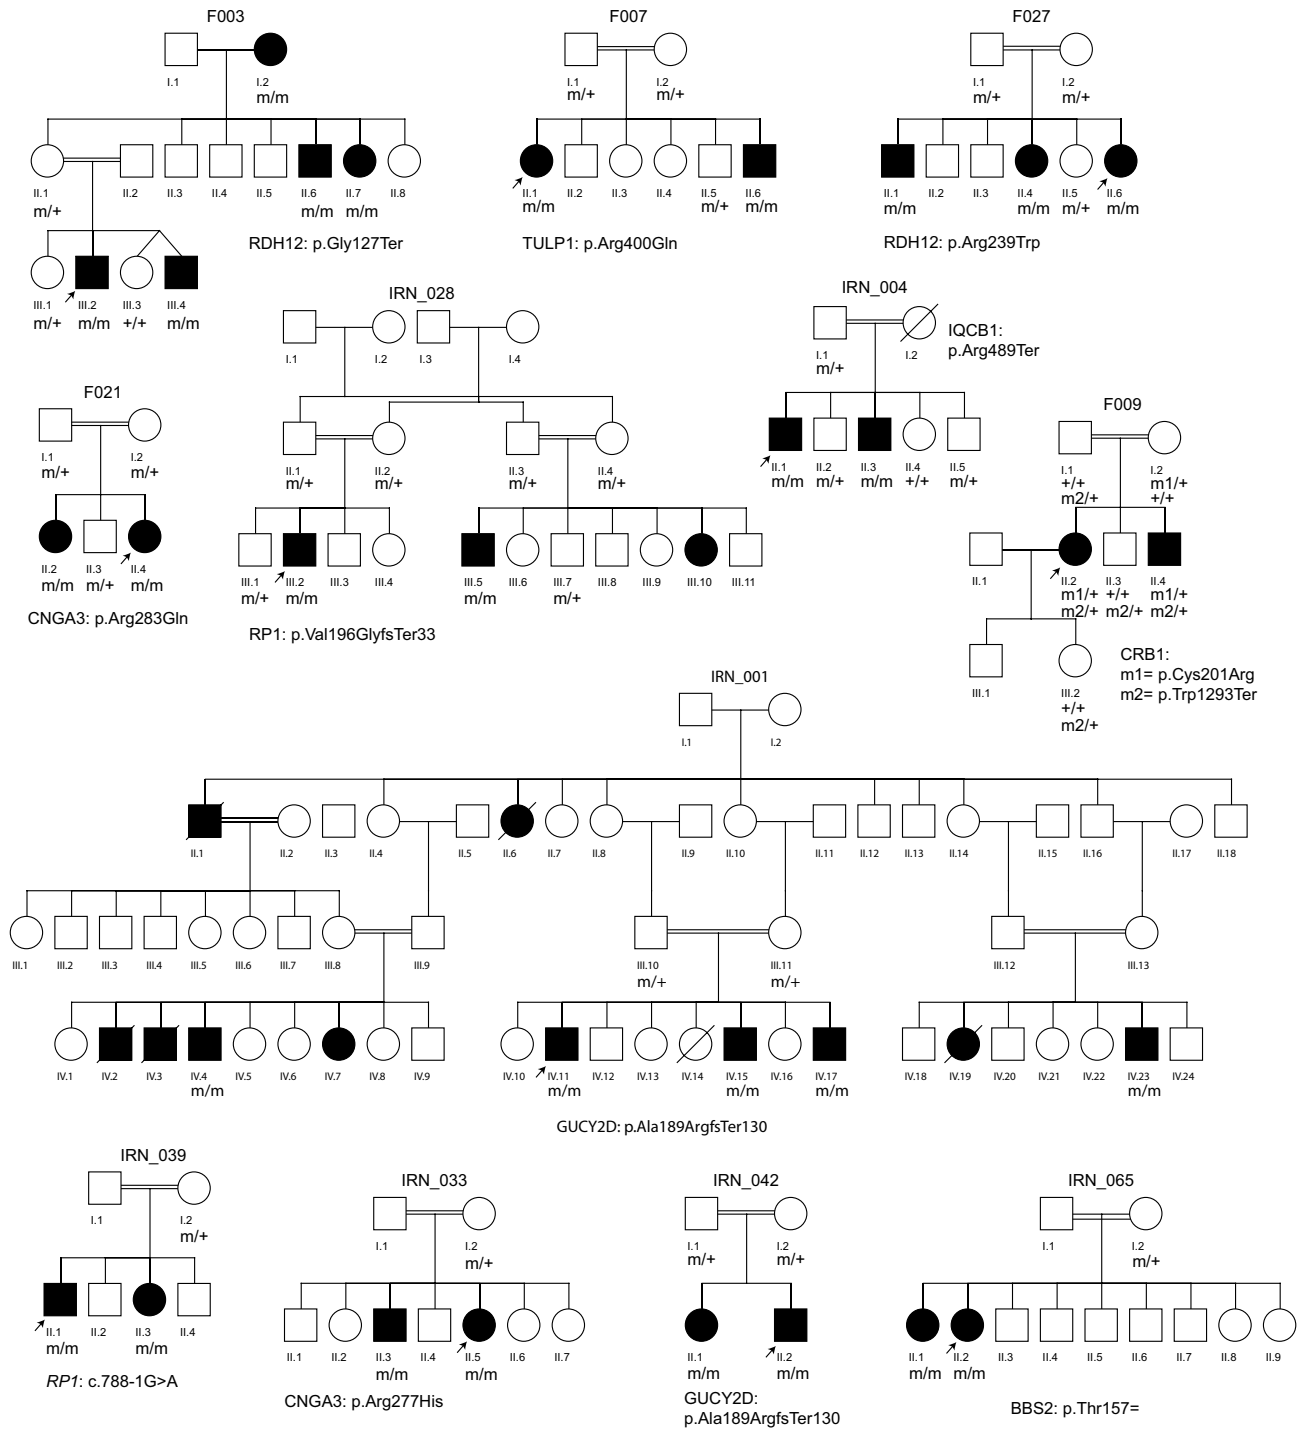 F003
I.1
I.2
m/m
II.1
m/+
II.2
II.3
II.4
II.5
II.6
m/m
II.7
m/m
II.8
RDH12: p.Gly127Ter
III.1
m/+
III.2
m/m
III.3
+/+
III.4
m/m
F007
I.1
m/+
I.2
m/+
II.1
m/m
II.2
II.3
II.4
II.5
m/+
II.6
m/m
TULP1: p.Arg400Gln
F027
I.1
m/+
I.2
m/+
II.1
m/m
II.2
II.3
II.4
m/m
II.5
m/+
II.6
m/m
RDH12: p.Arg239Trp
F021
I.1
m/+
I.2
m/+
II.2
m/m
II.3
m/+
II.4
m/m
CNGA3: p.Arg283Gln
IRN_028
I.1
I.2
I.3
I.4
II.1
m/+
II.2
m/+
II.3
m/+
II.4
m/+
III.1
m/+
III.2
m/m
III.3
III.4
III.5
m/m
III.6
III.7
m/+
III.8
III.9
III.10
III.11
RP1: p.Val196GlyfsTer33
IRN_004
I.1
m/+
I.2
IQCB1:
p.Arg489Ter
II.1
m/m
II.2
m/+
II.3
m/m
II.4
+/+
II.5
m/+
F009
I.1
+/+
m2/+
I.2
m1/+
+/+
II.1
II.2
m1/+
m2/+
II.3
+/+
m2/+
II.4
m1/+
m2/+
III.1
III.2
+/+
m2/+
CRB1:
m1= p.Cys201Arg
m2= p.Trp1293Ter
IRN_001
I.1
I.2
II.1
II.2
II.3
II.4
II.5
II.6
II.7
II.8
II.9
II.10
II.11
II.12
II.13
II.14
II.15
II.16
II.17
II.18
III.1
III.2
III.3
III.4
III.5
III.6
III.7
III.8
III.9
III.10
m/+
III.11
m/+
III.12
III.13
IV.1
IV.2
IV.3
IV.4
m/m
IV.5
IV.6
IV.7
IV.8
IV.9
IV.10
IV.11
m/m
IV.12
IV.13
IV.14
IV.15
m/m
IV.16
IV.17
m/m
IV.18
IV.19
IV.20
IV.21
IV.22
IV.23
m/m
IV.24
GUCY2D: p.Ala189ArgfsTer130
IRN_039
I.1
I.2
m/+
II.1
m/m
II.2
II.3
m/m
II.4
RP1: c.788-1G>A
IRN_033
I.1
I.2
m/+
II.1
II.2
II.3
m/m
II.4
II.5
m/m
II.6
II.7
CNGA3: p.Arg277His
IRN_042
I.1
m/+
I.2
m/+
II.1
m/m
II.2
m/m
GUCY2D:
p.Ala189ArgfsTer130
IRN_065
I.1
I.2
m/+
II.1
m/m
II.2
m/m
II.3
II.4
II.5
II.6
II.7
II.8
II.9
BBS2: p.Thr157=